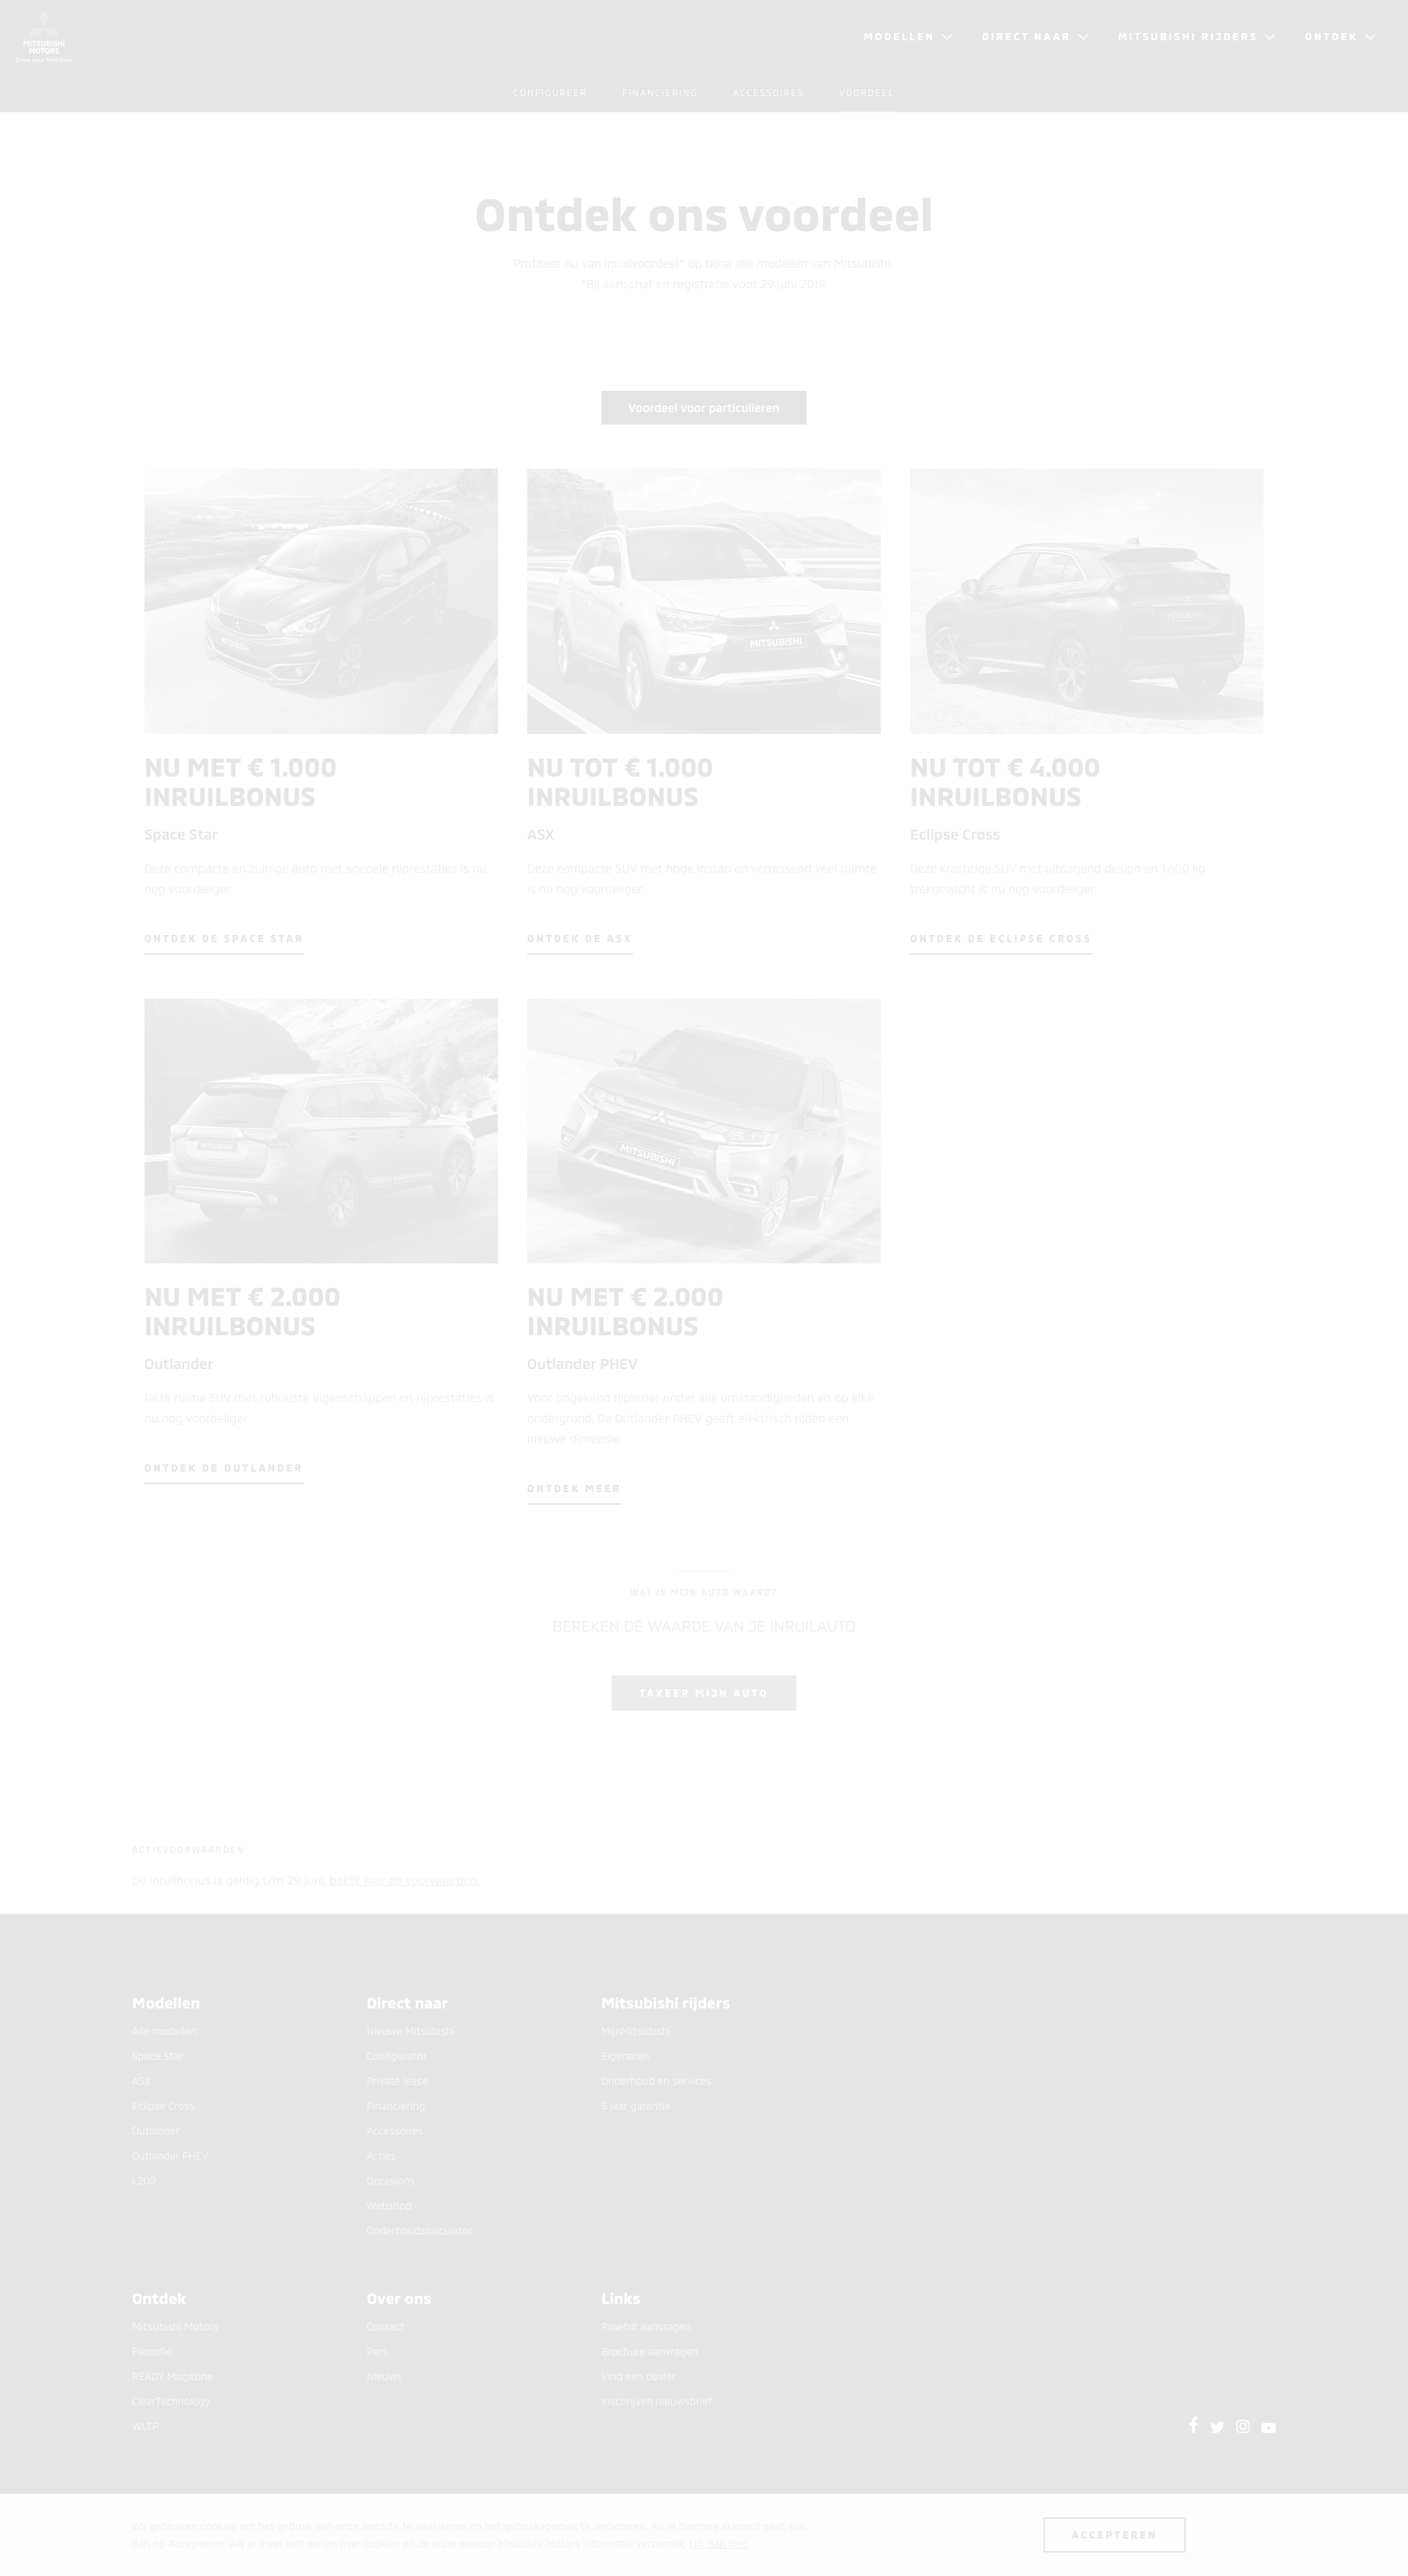 MITSUBISHI
MOTORS
Drive your Ambition
MODELLEN DIRECT NAAR MITSUBISHI RIJDERS ONTDEK
CONFIGUREER FINANCIERING ACCESSOIRES VOORDEEL
Ontdek ons voordeel
Profiteer nu van inruilvoordeel* op bijna alle modellen van Mitsubishi.
*Bij aanschaf en registratie voor 29 juni 2019.
Voordeel voor particulieren
MITSUBISHI
MITSUBISHI
MITSUBISHI
NU MET € 1.000
INRUILBONUS
Space Star
Deze compacte en zuinige auto met soepele rijprestaties is nu
nog voordeliger.
ONTDEK DE SPACE STAR
NU TOT € 1.000
INRUILBONUS
ASX
Deze compacte SUV met hoge instap en verrassend veel ruimte
is nu nog voordeliger.
ONTDEK DE ASX
NU TOT € 4.000
INRUILBONUS
Eclipse Cross
Deze krachtige SUV met uitdagend design en 1.600 kg
trekgewicht is nu nog voordeliger.
ONTDEK DE ECLIPSE CROSS
MITSUBISHI
MITSUBISHI
NU MET € 2.000
INRUILBONUS
Outlander
Deze ruime SUV met robuuste eigenschappen en rijprestaties is
nu nog voordeliger.
ONTDEK DE OUTLANDER
NU MET € 2.000
INRUILBONUS
Outlander PHEV
Voor ongekend rijplezier onder alle omstandigheden en op elke
ondergrond. De Outlander PHEV geeft elektrisch rijden een
nieuwe dimensie.
ONTDEK MEER
WAT IS MIJN AUTO WAARD?
BEREKEN DE WAARDE VAN JE INRUILAUTO
TAXEER MIJN AUTO
ACTIEVOORWAARDEN
De inruilbonus is geldig t/m 29 juni, bekijk hier de voorwaarden.
Modellen
Alle modellen
Space Star
ASX
Eclipse Cross
Outlander
Outlander PHEV
L200
Direct naar
Nieuwe Mitsubishi
Configurator
Private lease
Financiering
Accessoires
Acties
Occasions
Webshop
Onderhoudscalculator
Mitsubishi rijders
MijnMitsubishi
Eigenaren
Onderhoud en services
5 jaar garantie
Ontdek
Mitsubishi Motors
Filosofie
READY Magazine
ClearTechnology
WLTP
Over ons
Contact
Pers
Nieuws
Links
Proefrit aanvragen
Brochure aanvragen
Vind een dealer
Inschrijven nieuwsbrief
Wij gebruiken cookies om het gebruik van onze website te analyseren en het gebruiksgemak te verbeteren. Als je hiermee akkoord gaat, klik
dan op 'Accepteren'. Als je meer wilt weten over cookies en de wijze waarop Mitsubishi Motors informatie verzamelt, klik dan hier.
ACCEPTEREN